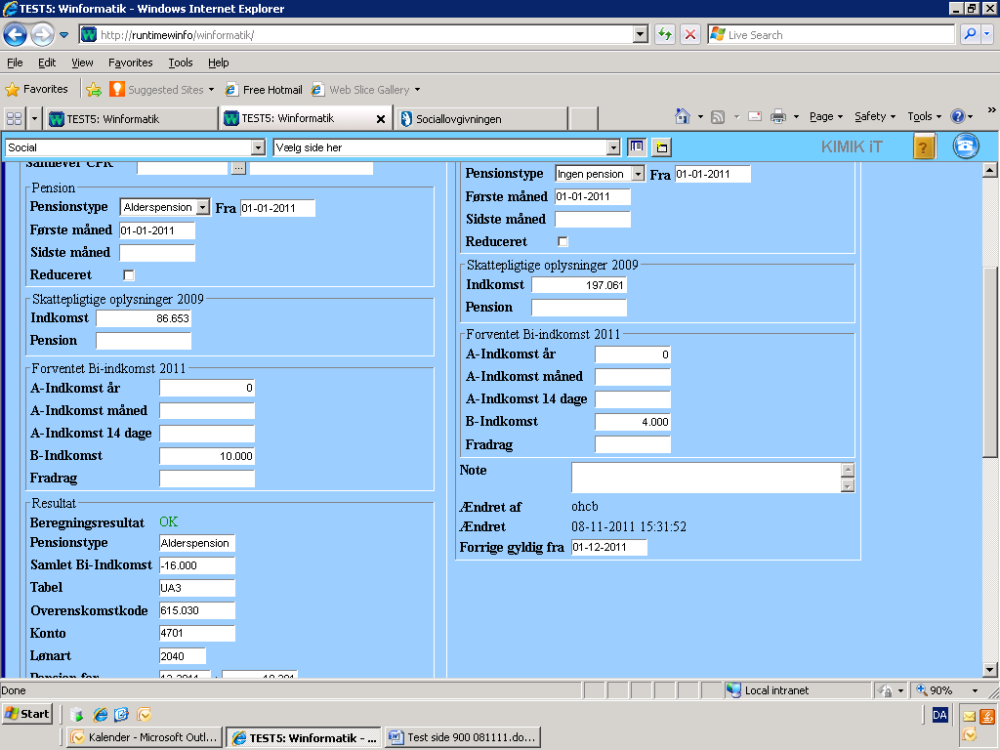 TEST5: Winformatik - Windows Internet Explorer
http://runtimewinfo/winformatik/
Live Search
File Edit View Favorites Tools Help
Favorites Suggested Sites Free Hotmail Web Slice Gallery
TEST5: Winformatik TEST5: Winformatik Sociallovgivningen Page Safety Tools
Social Vælg side her KIMIK iT
Samlever CPR ...
Pension
Pensionstype Alderspension Fra 01-01-2011
Første måned 01-01-2011
Sidste måned
Reduceret
Skattepligtige oplysninger 2009
Indkomst 86.653
Pension
Forventet Bi-indkomst 2011
A-Indkomst år 0
A-Indkomst måned
A-Indkomst 14 dage
B-Indkomst 10.000
Fradrag
Resultat
Beregningsresultat OK
Pensionstype Alderspension
Samlet Bi-Indkomst -16.000
Tabel UA3
Overenskomstkode 615.030
Konto 4701
Lønart 2040
Pension for 12-2011 : 10.201
Pensionstype Ingen pension Fra 01-01-2011
Første måned 01-01-2011
Sidste måned
Reduceret
Skattepligtige oplysninger 2009
Indkomst 197.061
Pension
Forventet Bi-indkomst 2011
A-Indkomst år 0
A-Indkomst måned
A-Indkomst 14 dage
B-Indkomst 4.000
Fradrag
Note
Ændret af ohcb
Ændret 08-11-2011 15:31:52
Forrige gyldig fra 01-12-2011
Done Local intranet 90%
Start DA
Kalender - Microsoft Outl... TEST5: Winformatik - ... Test side 900 081111.do...